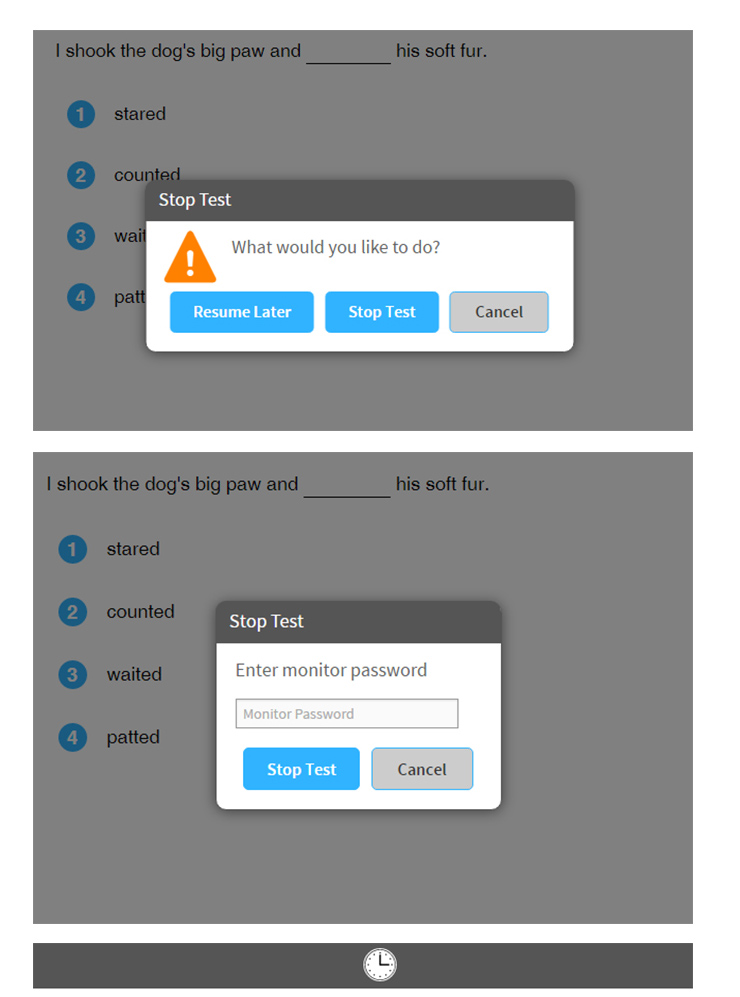 I shook the dog's big paw and ________ his soft fur.
1 stared
2 counted
Stop Test
3 wait
What would you like to do?
4 patt
Resume Later Stop Test Cancel
I shook the dog's big paw and ________ his soft fur.
1 stared
2 counted
Stop Test
3 waited
Enter monitor password
Monitor Password
4 patted
Stop Test Cancel